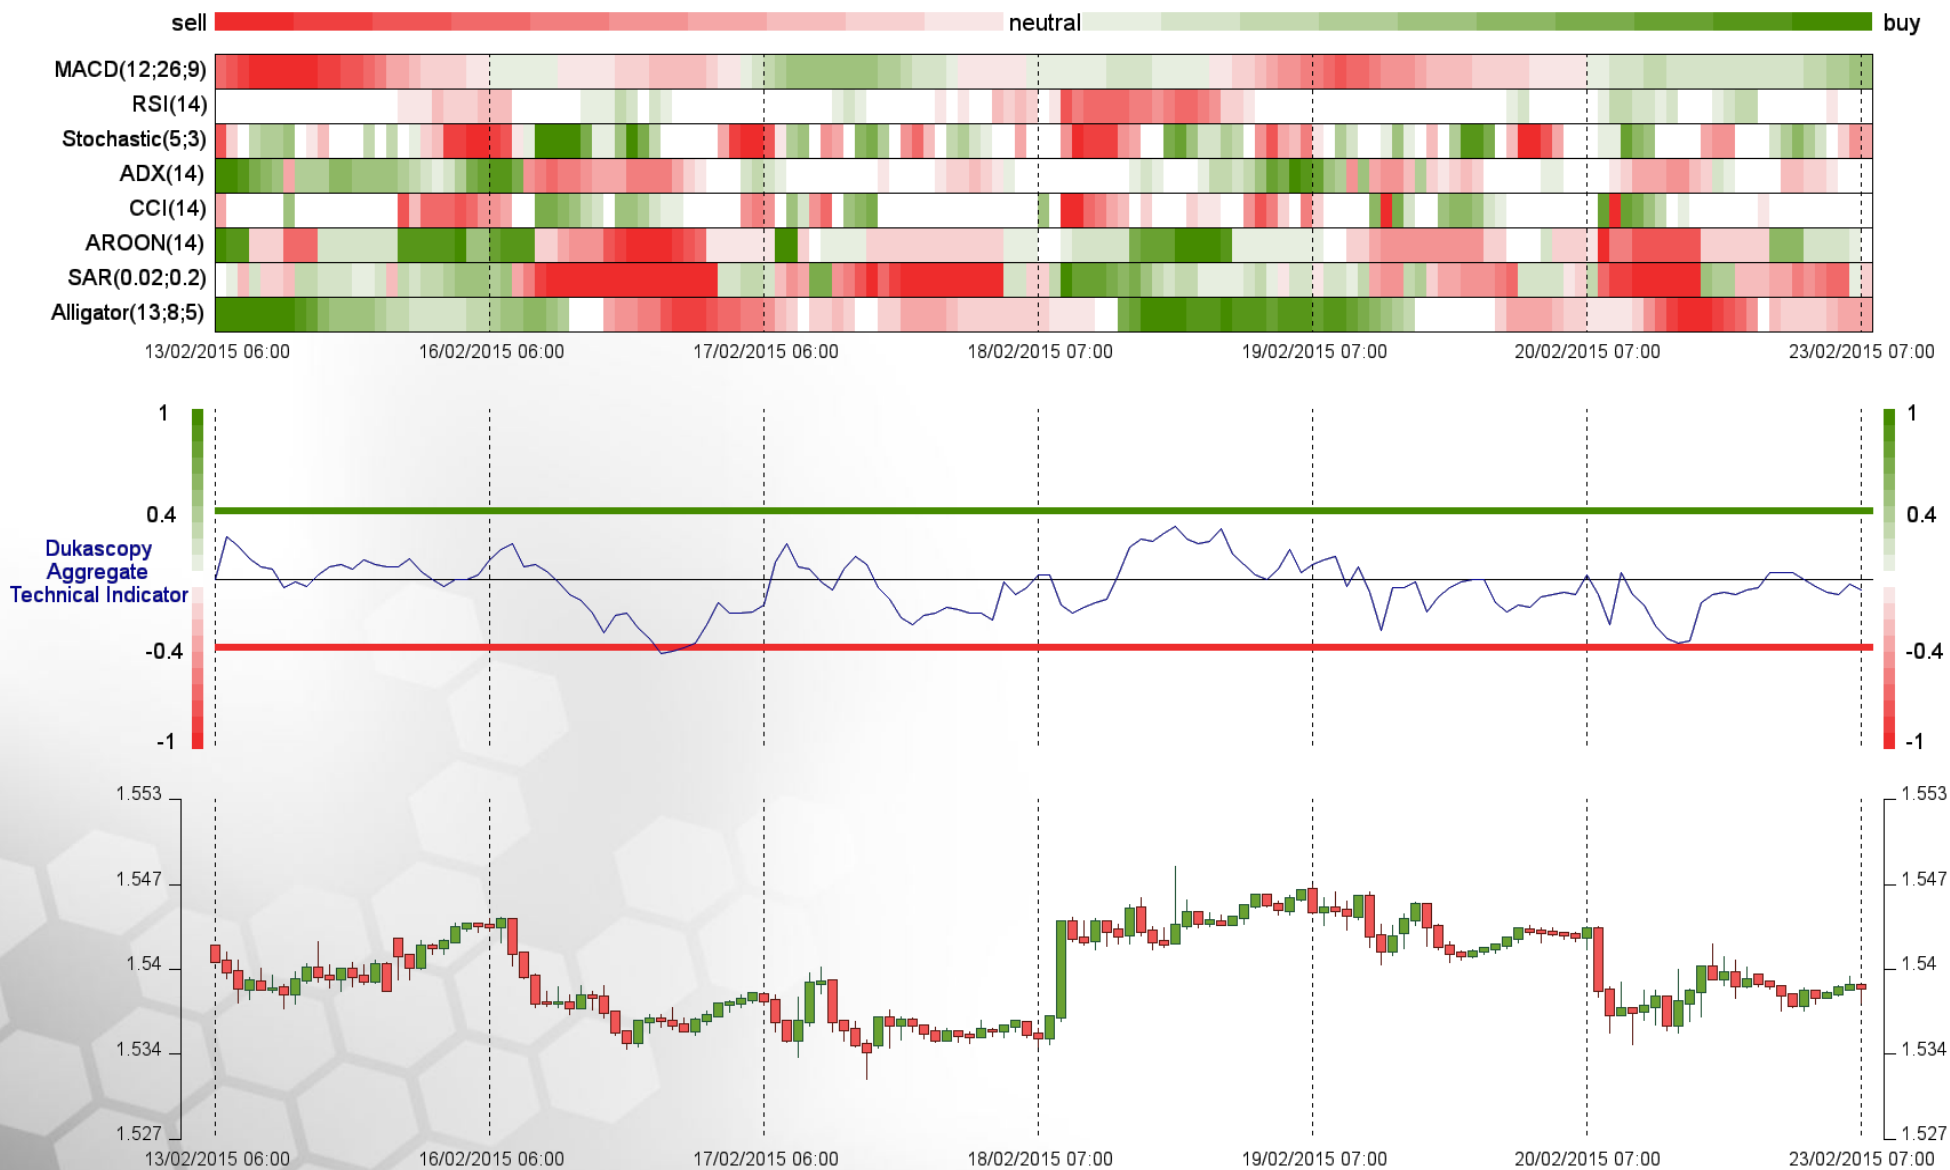 sell neutral buy
MACD(12;26;9)
RSI(14)
Stochastic(5;3)
ADX(14)
CCI(14)
AROON(14)
SAR(0.02;0.2)
Alligator(13;8;5)
13/02/2015 06:00 16/02/2015 06:00 17/02/2015 06:00 18/02/2015 07:00 19/02/2015 07:00 20/02/2015 07:00 23/02/2015 07:00
1 1
0.4 0.4
Dukascopy
Aggregate
Technical Indicator
-0.4 -0.4
-1 -1
1.553 1.553
1.547 1.547
1.54 1.54
1.534 1.534
1.527 1.527
13/02/2015 06:00 16/02/2015 06:00 17/02/2015 06:00 18/02/2015 07:00 19/02/2015 07:00 20/02/2015 07:00 23/02/2015 07:00